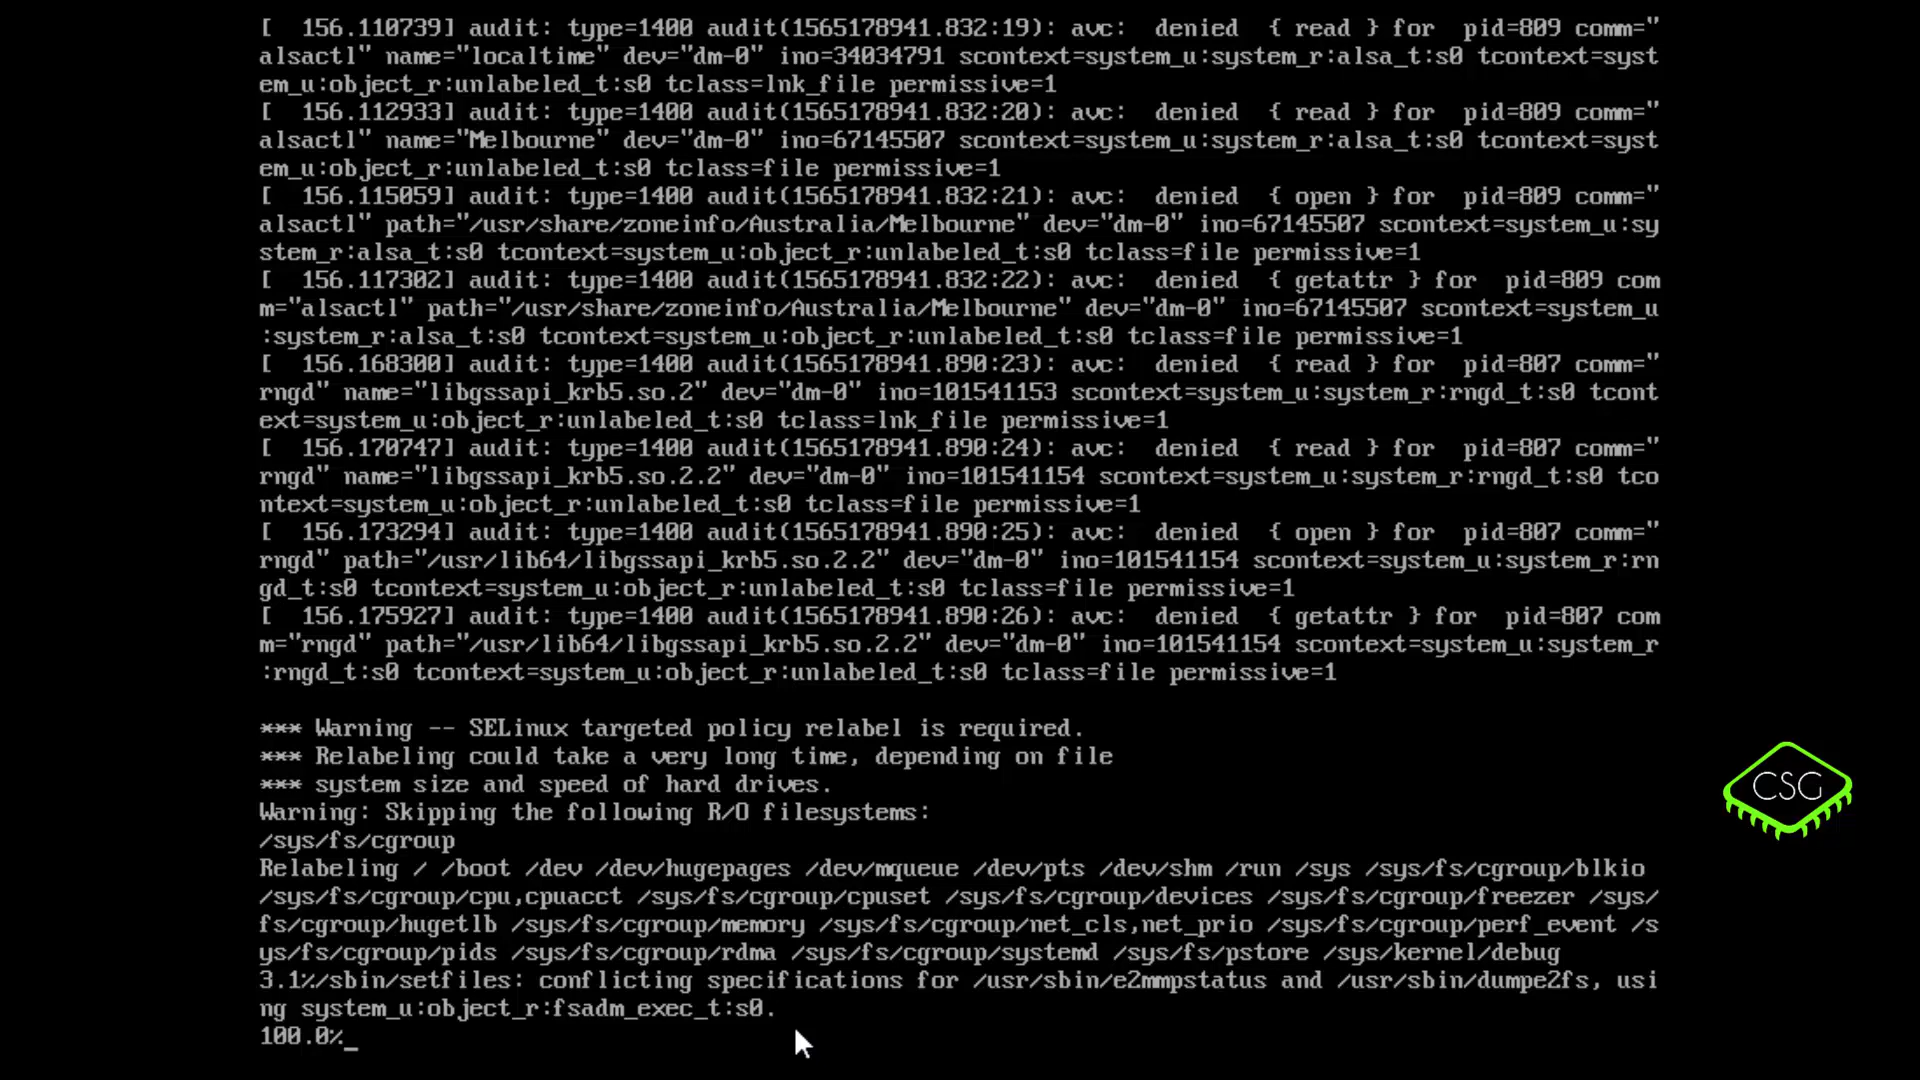 [  156.110739] audit: type=1400 audit(1565178941.832:19): avc:  denied  { read } for  pid=809 comm="
alsactl" name="localtime" dev="dm-0" ino=34034791 scontext=system_u:system_r:alsa_t:s0 tcontext=syst
em_u:object_r:unlabeled_t:s0 tclass=lnk_file permissive=1
[  156.112933] audit: type=1400 audit(1565178941.832:20): avc:  denied  { read } for  pid=809 comm="
alsactl" name="Melbourne" dev="dm-0" ino=67145507 scontext=system_u:system_r:alsa_t:s0 tcontext=syst
em_u:object_r:unlabeled_t:s0 tclass=file permissive=1
[  156.115059] audit: type=1400 audit(1565178941.832:21): avc:  denied  { open } for  pid=809 comm="
alsactl" path="/usr/share/zoneinfo/Australia/Melbourne" dev="dm-0" ino=67145507 scontext=system_u:sy
stem_r:alsa_t:s0 tcontext=system_u:object_r:unlabeled_t:s0 tclass=file permissive=1
[  156.117302] audit: type=1400 audit(1565178941.832:22): avc:  denied  { getattr } for  pid=809 com
m="alsactl" path="/usr/share/zoneinfo/Australia/Melbourne" dev="dm-0" ino=67145507 scontext=system_u
:system_r:alsa_t:s0 tcontext=system_u:object_r:unlabeled_t:s0 tclass=file permissive=1
[  156.168300] audit: type=1400 audit(1565178941.890:23): avc:  denied  { read } for  pid=807 comm="
rngd" name="libgssapi_krb5.so.2" dev="dm-0" ino=101541153 scontext=system_u:system_r:rngd_t:s0 tcont
ext=system_u:object_r:unlabeled_t:s0 tclass=lnk_file permissive=1
[  156.170747] audit: type=1400 audit(1565178941.890:24): avc:  denied  { read } for  pid=807 comm="
rngd" name="libgssapi_krb5.so.2.2" dev="dm-0" ino=101541154 scontext=system_u:system_r:rngd_t:s0 tco
ntext=system_u:object_r:unlabeled_t:s0 tclass=file permissive=1
[  156.173294] audit: type=1400 audit(1565178941.890:25): avc:  denied  { open } for  pid=807 comm="
rngd" path="/usr/lib64/libgssapi_krb5.so.2.2" dev="dm-0" ino=101541154 scontext=system_u:system_r:rn
gd_t:s0 tcontext=system_u:object_r:unlabeled_t:s0 tclass=file permissive=1
[  156.175927] audit: type=1400 audit(1565178941.890:26): avc:  denied  { getattr } for  pid=807 com
m="rngd" path="/usr/lib64/libgssapi_krb5.so.2.2" dev="dm-0" ino=101541154 scontext=system_u:system_r
:rngd_t:s0 tcontext=system_u:object_r:unlabeled_t:s0 tclass=file permissive=1
*** Warning -- SELinux targeted policy relabel is required.
*** Relabeling could take a very long time, depending on file
*** system size and speed of hard drives.
Warning: Skipping the following R/O filesystems:
/sys/fs/cgroup
Relabeling / /boot /dev /dev/hugepages /dev/mqueue /dev/pts /dev/shm /run /sys /sys/fs/cgroup/blkio
/sys/fs/cgroup/cpu,cpuacct /sys/fs/cgroup/cpuset /sys/fs/cgroup/devices /sys/fs/cgroup/freezer /sys/
fs/cgroup/hugetlb /sys/fs/cgroup/memory /sys/fs/cgroup/net_cls,net_prio /sys/fs/cgroup/perf_event /s
ys/fs/cgroup/pids /sys/fs/cgroup/rdma /sys/fs/cgroup/systemd /sys/fs/pstore /sys/kernel/debug
3.1%/sbin/setfiles: conflicting specifications for /usr/sbin/e2mmpstatus and /usr/sbin/dumpe2fs, usi
ng system_u:object_r:fsadm_exec_t:s0.
100.0%_
CSG